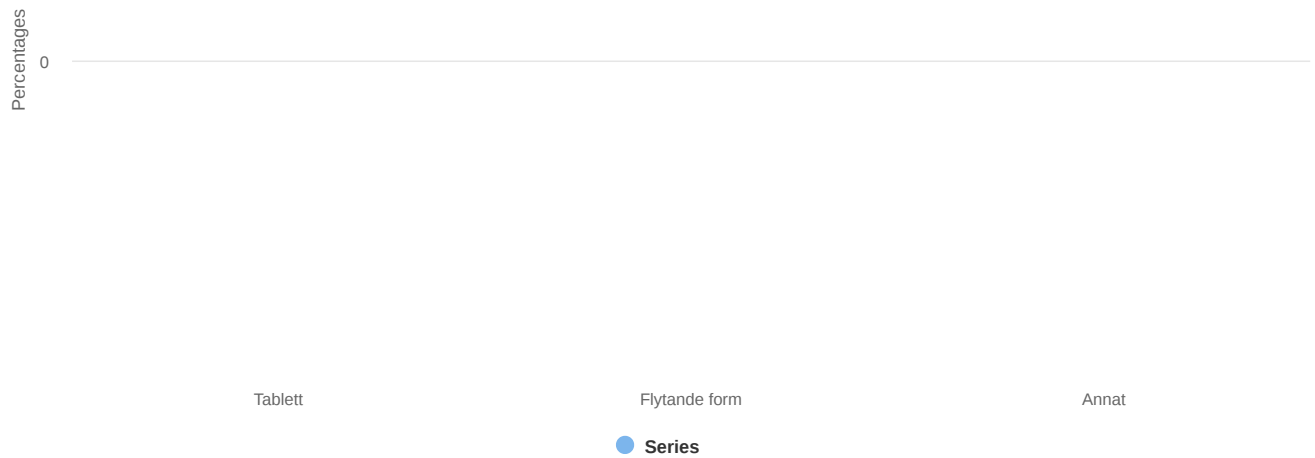 Percentages
0
Tablett
Flytande form
Annat
Series